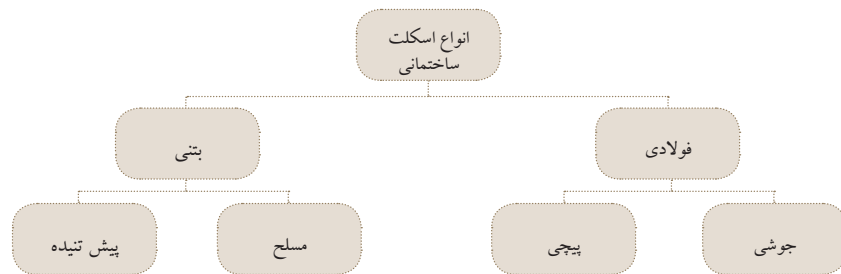 انواع اسکلت
ساختمانی
فولادی
بتنی
جوشی
پیچی
مسلح
پیش تنیده